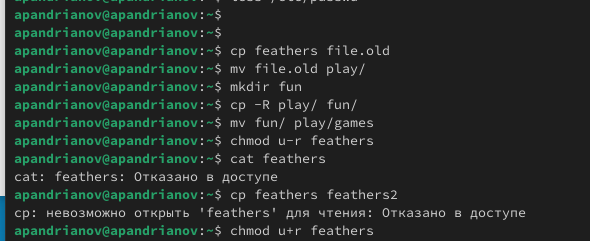 apandrianov@apandrianov:~$
apandrianov@apandrianov:~$
apandrianov@apandrianov:~$ cp feathers file.old
apandrianov@apandrianov:~$ mv file.old play/
apandrianov@apandrianov:~$ mkdir fun
apandrianov@apandrianov:~$ cp -R play/ fun/
apandrianov@apandrianov:~$ mv fun/ play/games
apandrianov@apandrianov:~$ chmod u-r feathers
apandrianov@apandrianov:~$ cat feathers
cat: feathers: Отказано в доступе
apandrianov@apandrianov:~$ cp feathers feathers2
cp: невозможно открыть 'feathers' для чтения: Отказано в доступе
apandrianov@apandrianov:~$ chmod u+r feathers